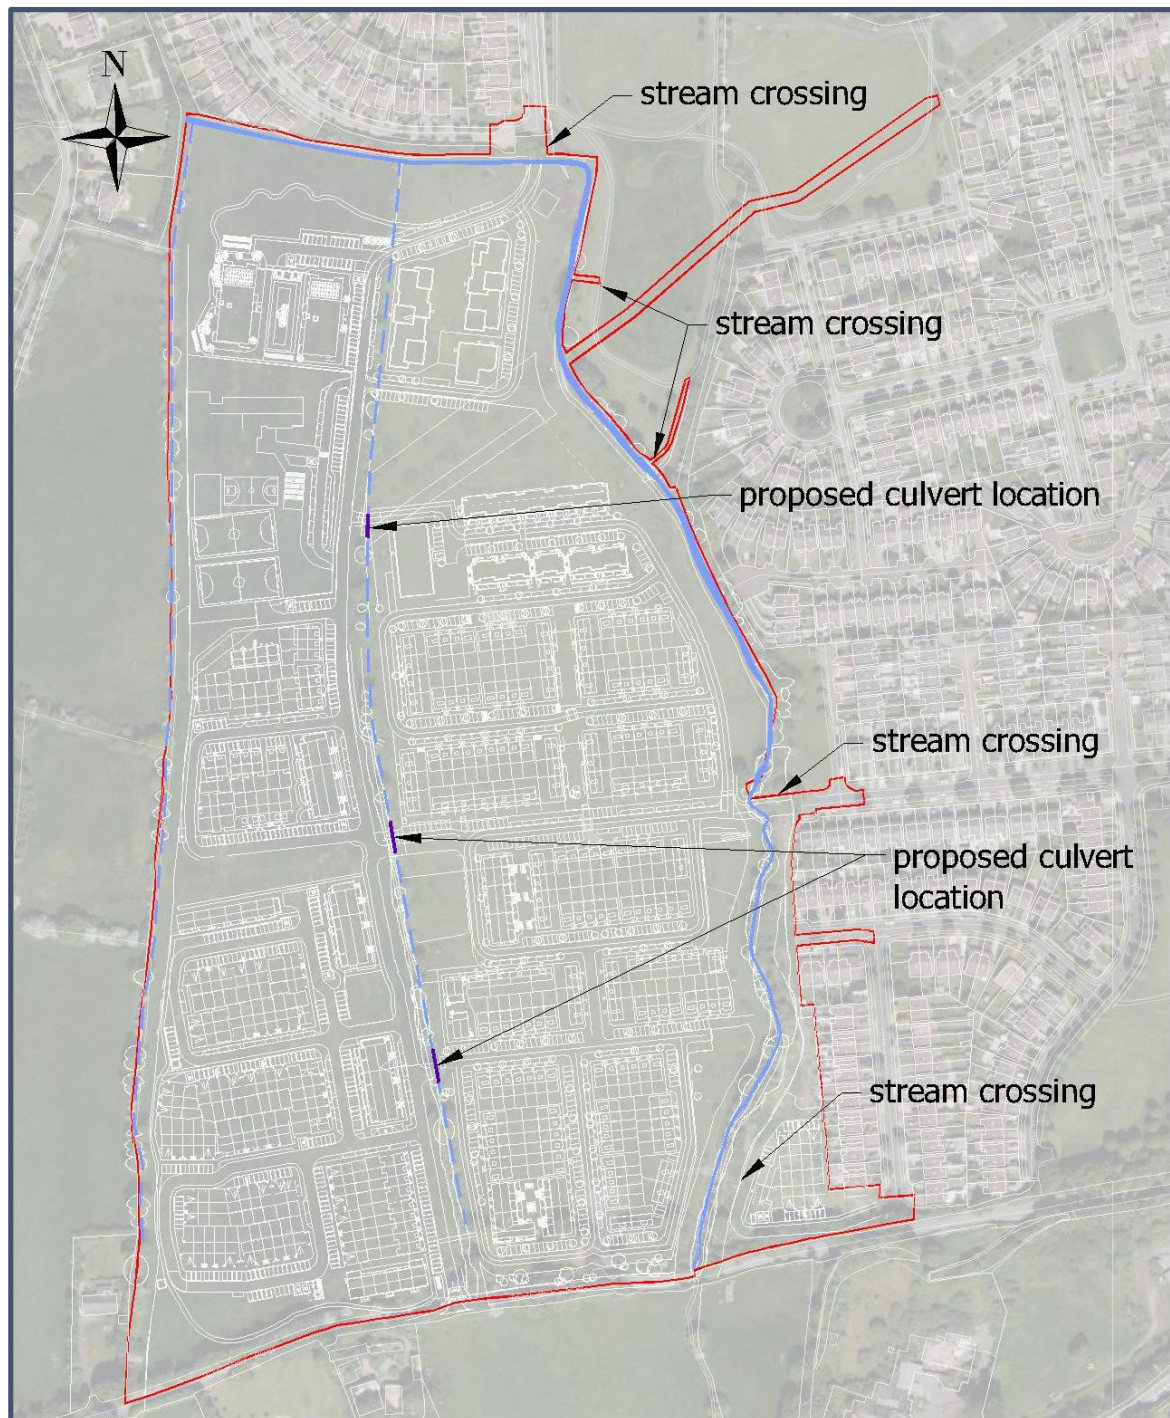 N
stream crossing
stream crossing
proposed culvert location
stream crossing
proposed culvert
location
stream crossing